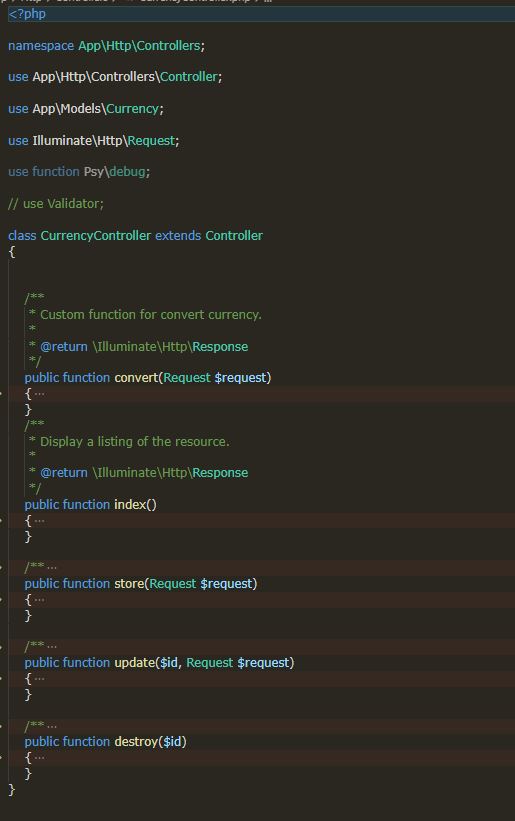 <?php
namespace App\Http\Controllers;
use App\Http\Controllers\Controller;
use App\Models\Currency;
use Illuminate\Http\Request;
use function Psy\debug;
// use Validator;
class CurrencyController extends Controller
{
/**
* Custom function for convert currency.
*
* @return \Illuminate\Http\Response
*/
public function convert(Request $request)
{ ···
}
/**
* Display a listing of the resource.
*
* @return \Illuminate\Http\Response
*/
public function index()
{ ···
}
/** ···
public function store(Request $request)
{ ···
}
/** ···
public function update($id, Request $request)
{ ···
}
/** ···
public function destroy($id)
{ ···
}
}